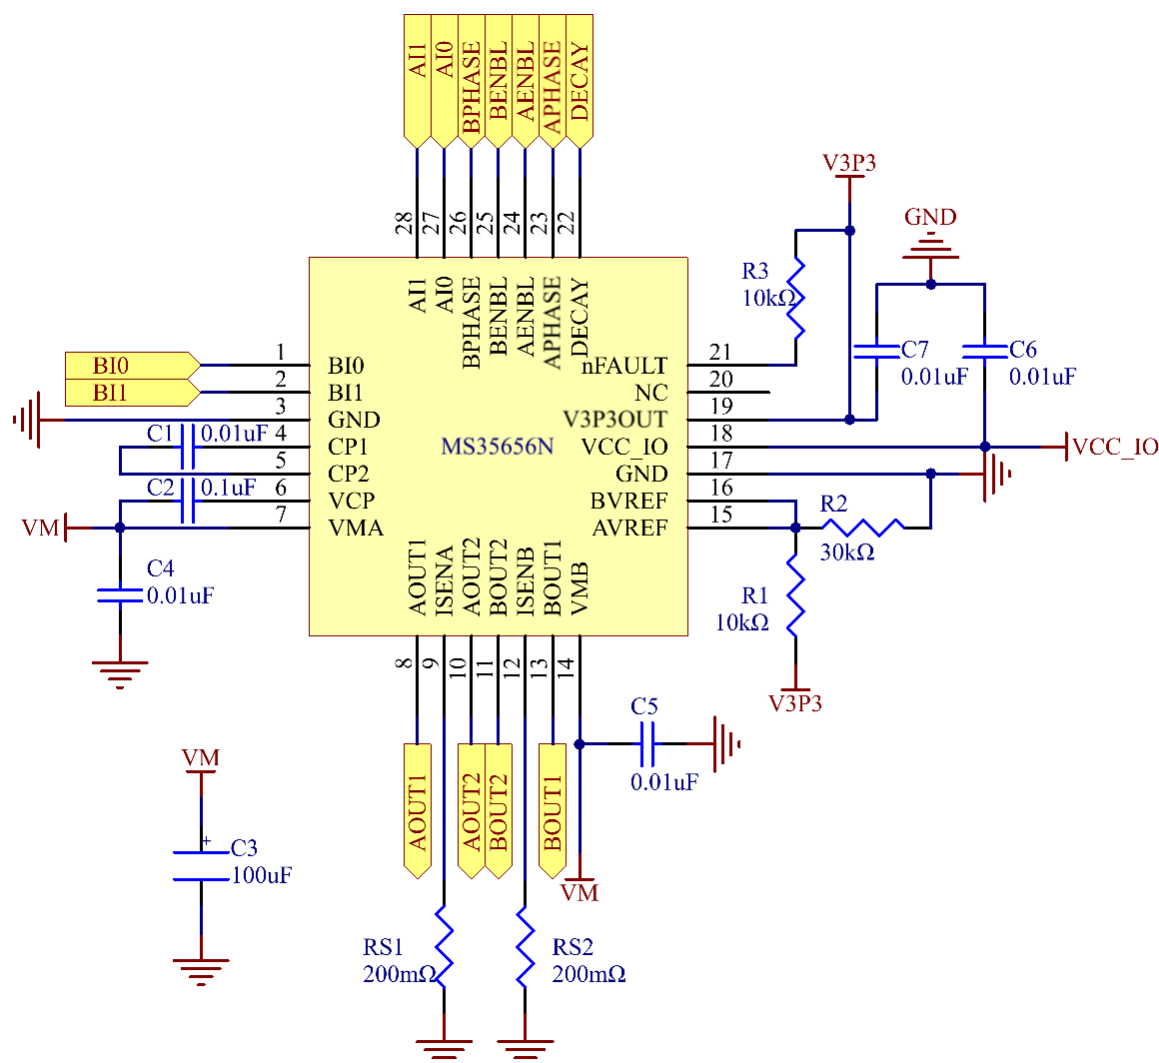 AI1
AI0
BPHASE
BENBL
AENBL
APHASE
DECAY
28
27
26
25
24
23
22
AI1
AI0
BPHASE
BENBL
AENBL
APHASE
DECAY
V3P3
GND
R3
10kΩ
C7
0.01uF
C6
0.01uF
BI0
1
BI0
BI1
2
BI1
3
GND
C1
0.01uF
4
CP1
5
CP2
C2
0.1uF
6
VCP
VM
7
VMA
MS35656N
nFAULT
21
NC
20
V3P3OUT
19
VCC_IO
18
VCC_IO
GND
17
BVREF
16
AVREF
15
R2
30kΩ
R1
10kΩ
V3P3
C4
0.01uF
AOUT1
ISENA
AOUT2
BOUT2
ISENB
BOUT1
VMB
8
9
10
11
12
13
14
AOUT1
AOUT2
BOUT2
BOUT1
C5
0.01uF
VM
VM
+
C3
100uF
RS1
200mΩ
RS2
200mΩ